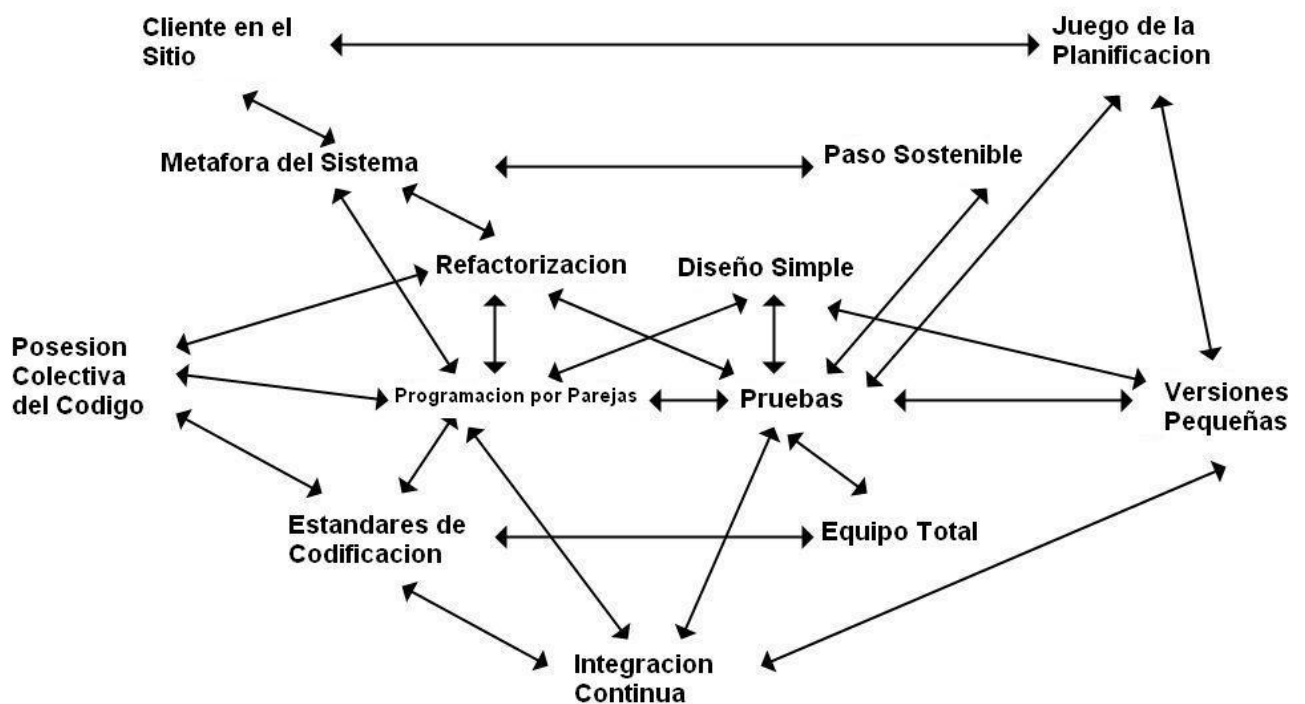 Cliente en el
Sitio
Juego de la
Planificacion
Metafora del Sistema
Paso Sostenible
Refactorizacion
Diseño Simple
Posesion
Colectiva
del Codigo
Programacion por Parejas
Pruebas
Versiones
Pequeñas
Estandares de
Codificacion
Equipo Total
Integracion
Continua